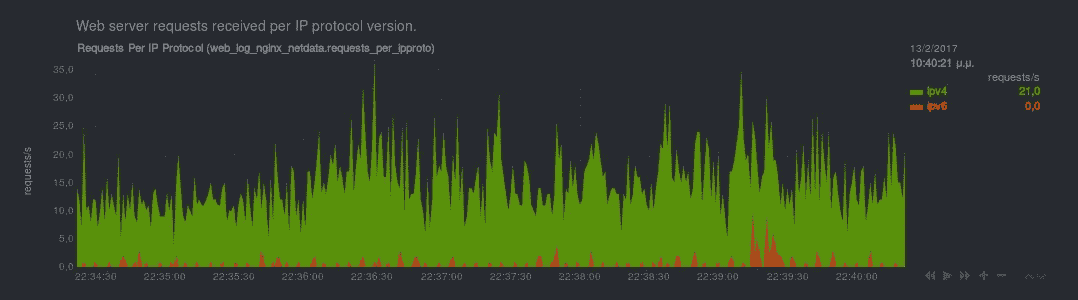 Web server requests received per IP protocol version.
Requests Per IP Protocol (web_log_nginx_netdata.requests_per_ipproto)
13/2/2017
10:40:21 μ.μ.
requests/s
ipv4 21,0
ipv6 0,0
requests/s
35,0
30,0
25,0
20,0
15,0
10,0
5,0
0,0
22:34:30 22:35:00 22:35:30 22:36:00 22:36:30 22:37:00 22:37:30 22:38:00 22:38:30 22:39:00 22:39:30 22:40:00